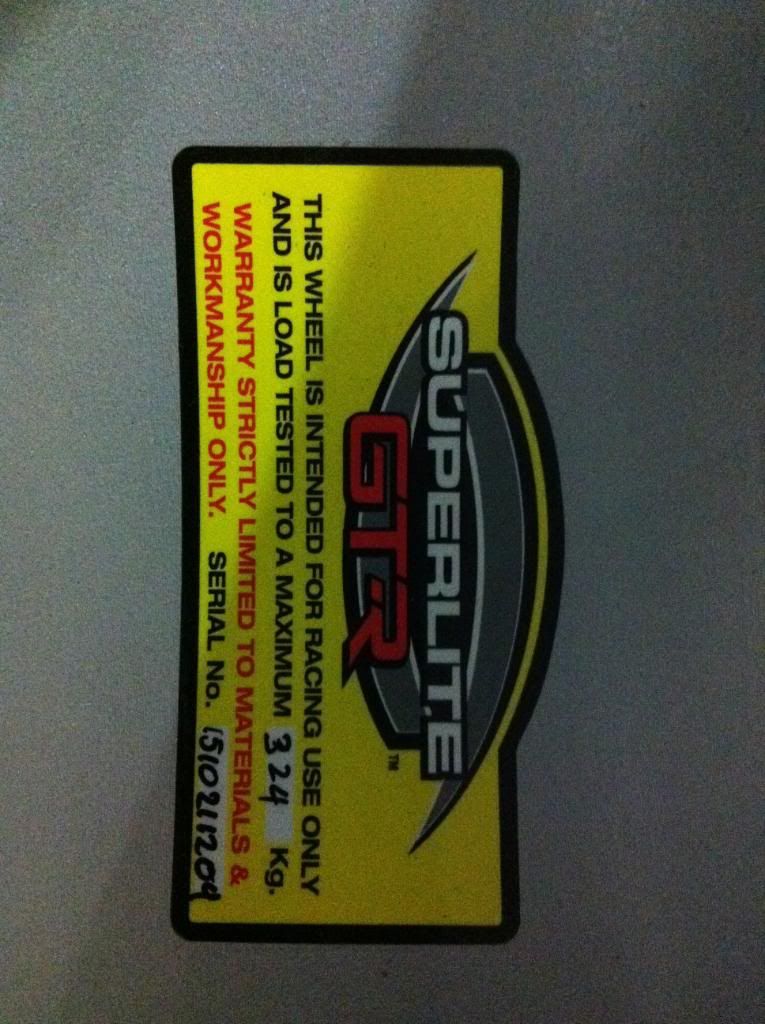 SUPERLITE
GTR ™
THIS WHEEL IS INTENDED FOR RACING USE ONLY
AND IS LOAD TESTED TO A MAXIMUM 324 Kg.
WARRANTY STRICTLY LIMITED TO MATERIALS &
WORKMANSHIP ONLY. SERIAL No. 1510211209